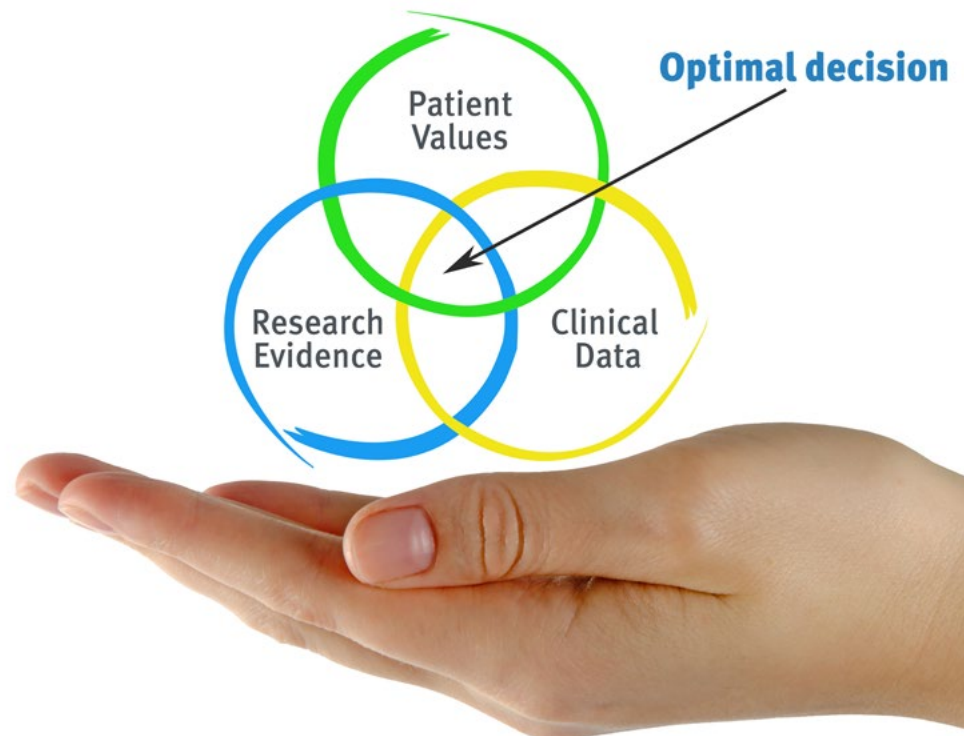 Optimal decision
Patient
Values
Research
Evidence
Clinical
Data